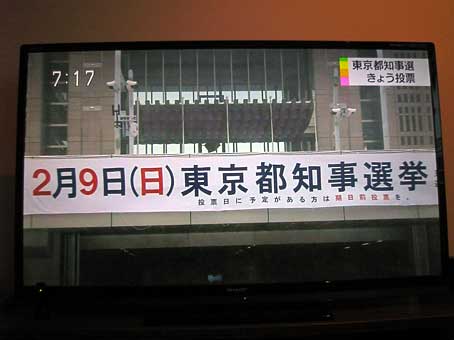 7:17
東京都知事選
きょう投票
2月9日(日)東京都知事選挙
投票日に予定がある方は期日前投票を。
SHARP